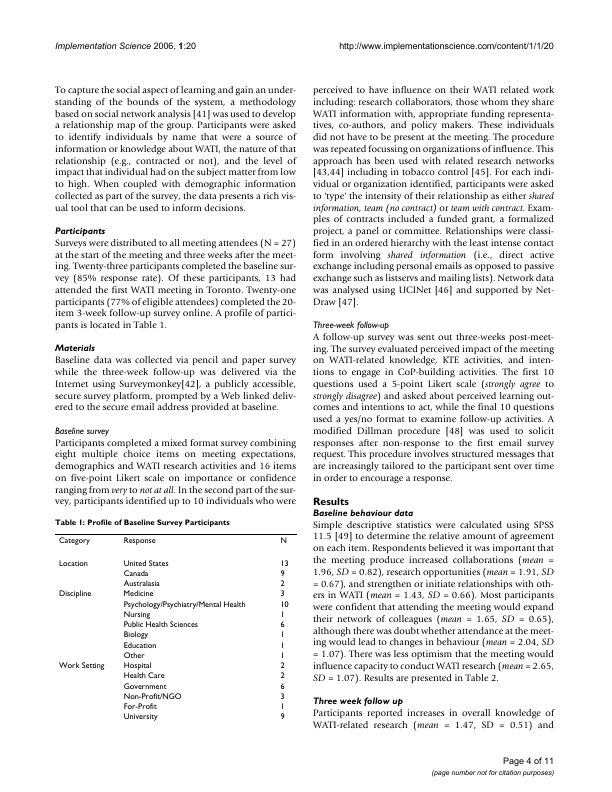 Implementation Science 2006, 1:20
http://www.implementationscience.com/content/1/1/20
To capture the social aspect of learning and gain an under-
standing of the bounds of the system, a methodology
based on social network analysis [41] was used to develop
a relationship map of the group. Participants were asked
to identify individuals by name that were a source of
information or knowledge about WATI, the nature of that
relationship (e.g., contracted or not), and the level of
impact that individual had on the subject matter from low
to high. When coupled with demographic information
collected as part of the survey, the data presents a rich vis-
ual tool that can be used to inform decisions.
Participants
Surveys were distributed to all meeting attendees (N = 27)
at the start of the meeting and three weeks after the meet-
ing. Twenty-three participants completed the baseline sur-
vey (85% response rate). Of these participants, 13 had
attended the first WATI meeting in Toronto. Twenty-one
participants (77% of eligible attendees) completed the 20-
item 3-week follow-up survey online. A profile of partici-
pants is located in Table 1.
Materials
Baseline data was collected via pencil and paper survey
while the three-week follow-up was delivered via the
Internet using Surveymonkey[42], a publicly accessible,
secure survey platform, prompted by a Web linked deliv-
ered to the secure email address provided at baseline.
Baseline survey
Participants completed a mixed format survey combining
eight multiple choice items on meeting expectations,
demographics and WATI research activities and 16 items
on five-point Likert scale on importance or confidence
ranging from very to not at all. In the second part of the sur-
vey, participants identified up to 10 individuals who were
Table 1: Profile of Baseline Survey Participants
Category Response N
Location United States 13
Canada 9
Australasia 2
Discipline Medicine 3
Psychology/Psychiatry/Mental Health 10
Nursing 1
Public Health Sciences 6
Biology 1
Education 1
Other 1
Work Setting Hospital 2
Health Care 2
Government 6
Non-Profit/NGO 3
For-Profit 1
University 9
perceived to have influence on their WATI related work
including: research collaborators, those whom they share
WATI information with, appropriate funding representa-
tives, co-authors, and policy makers. These individuals
did not have to be present at the meeting. The procedure
was repeated focussing on organizations of influence. This
approach has been used with related research networks
[43,44] including in tobacco control [45]. For each indi-
vidual or organization identified, participants were asked
to 'type' the intensity of their relationship as either shared
information, team (no contract) or team with contract. Exam-
ples of contracts included a funded grant, a formalized
project, a panel or committee. Relationships were classi-
fied in an ordered hierarchy with the least intense contact
form involving shared information (i.e., direct active
exchange including personal emails as opposed to passive
exchange such as listservs and mailing lists). Network data
was analysed using UCINet [46] and supported by Net-
Draw [47].
Three-week follow-up
A follow-up survey was sent out three-weeks post-meet-
ing. The survey evaluated perceived impact of the meeting
on WATI-related knowledge, KTE activities, and inten-
tions to engage in CoP-building activities. The first 10
questions used a 5-point Likert scale (strongly agree to
strongly disagree) and asked about perceived learning out-
comes and intentions to act, while the final 10 questions
used a yes/no format to examine follow-up activities. A
modified Dillman procedure [48] was used to solicit
responses after non-response to the first email survey
request. This procedure involves structured messages that
are increasingly tailored to the participant sent over time
in order to encourage a response.
Results
Baseline behaviour data
Simple descriptive statistics were calculated using SPSS
11.5 [49] to determine the relative amount of agreement
on each item. Respondents believed it was important that
the meeting produce increased collaborations (mean =
1.96, SD = 0.82), research opportunities (mean = 1.91, SD
= 0.67), and strengthen or initiate relationships with oth-
ers in WATI (mean = 1.43, SD = 0.66). Most participants
were confident that attending the meeting would expand
their network of colleagues (mean = 1.65, SD = 0.65),
although there was doubt whether attendance at the meet-
ing would lead to changes in behaviour (mean = 2.04, SD
= 1.07). There was less optimism that the meeting would
influence capacity to conduct WATI research (mean = 2.65,
SD = 1.07). Results are presented in Table 2.
Three week follow up
Participants reported increases in overall knowledge of
WATI-related research (mean = 1.47, SD = 0.51) and
Page 4 of 11
(page number not for citation purposes)